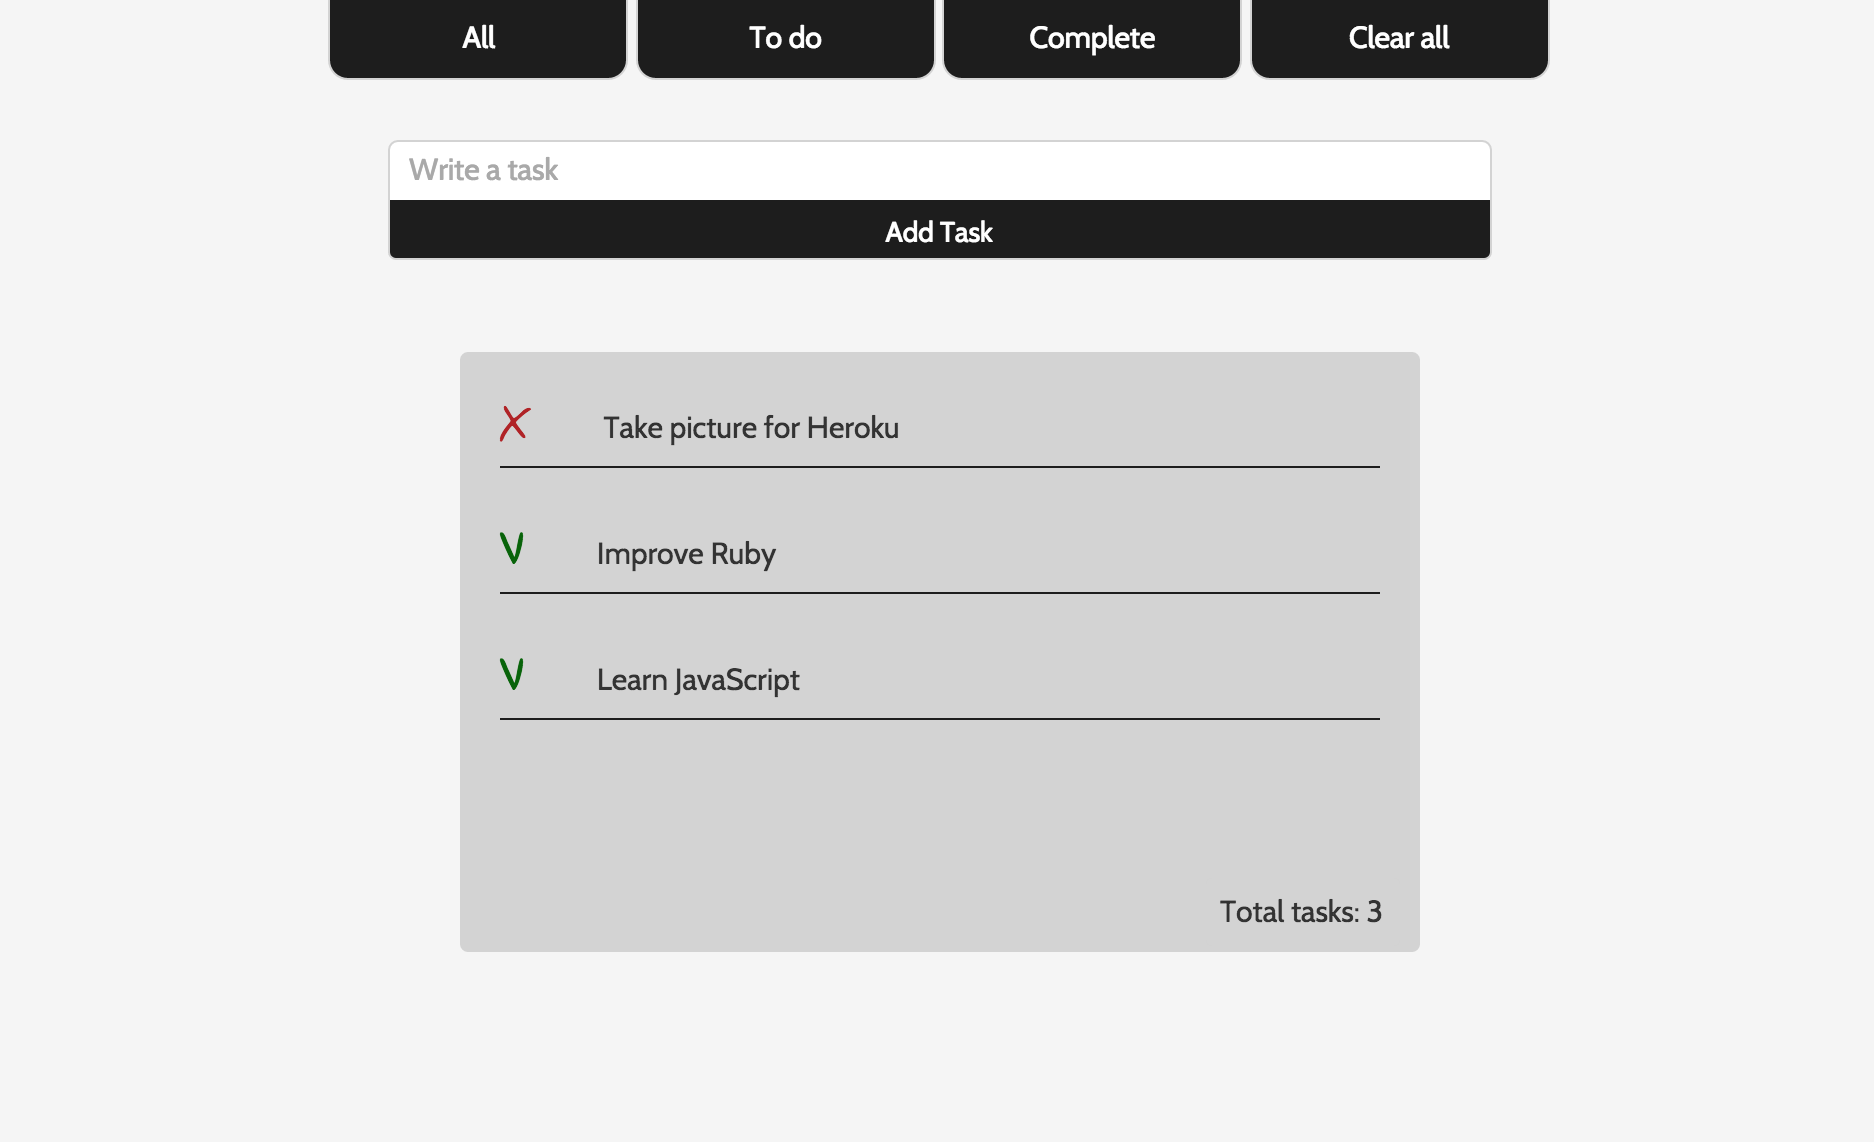 All To do Complete Clear all
Write a task
Add Task
X Take picture for Heroku
V Improve Ruby
V Learn JavaScript
Total tasks: 3